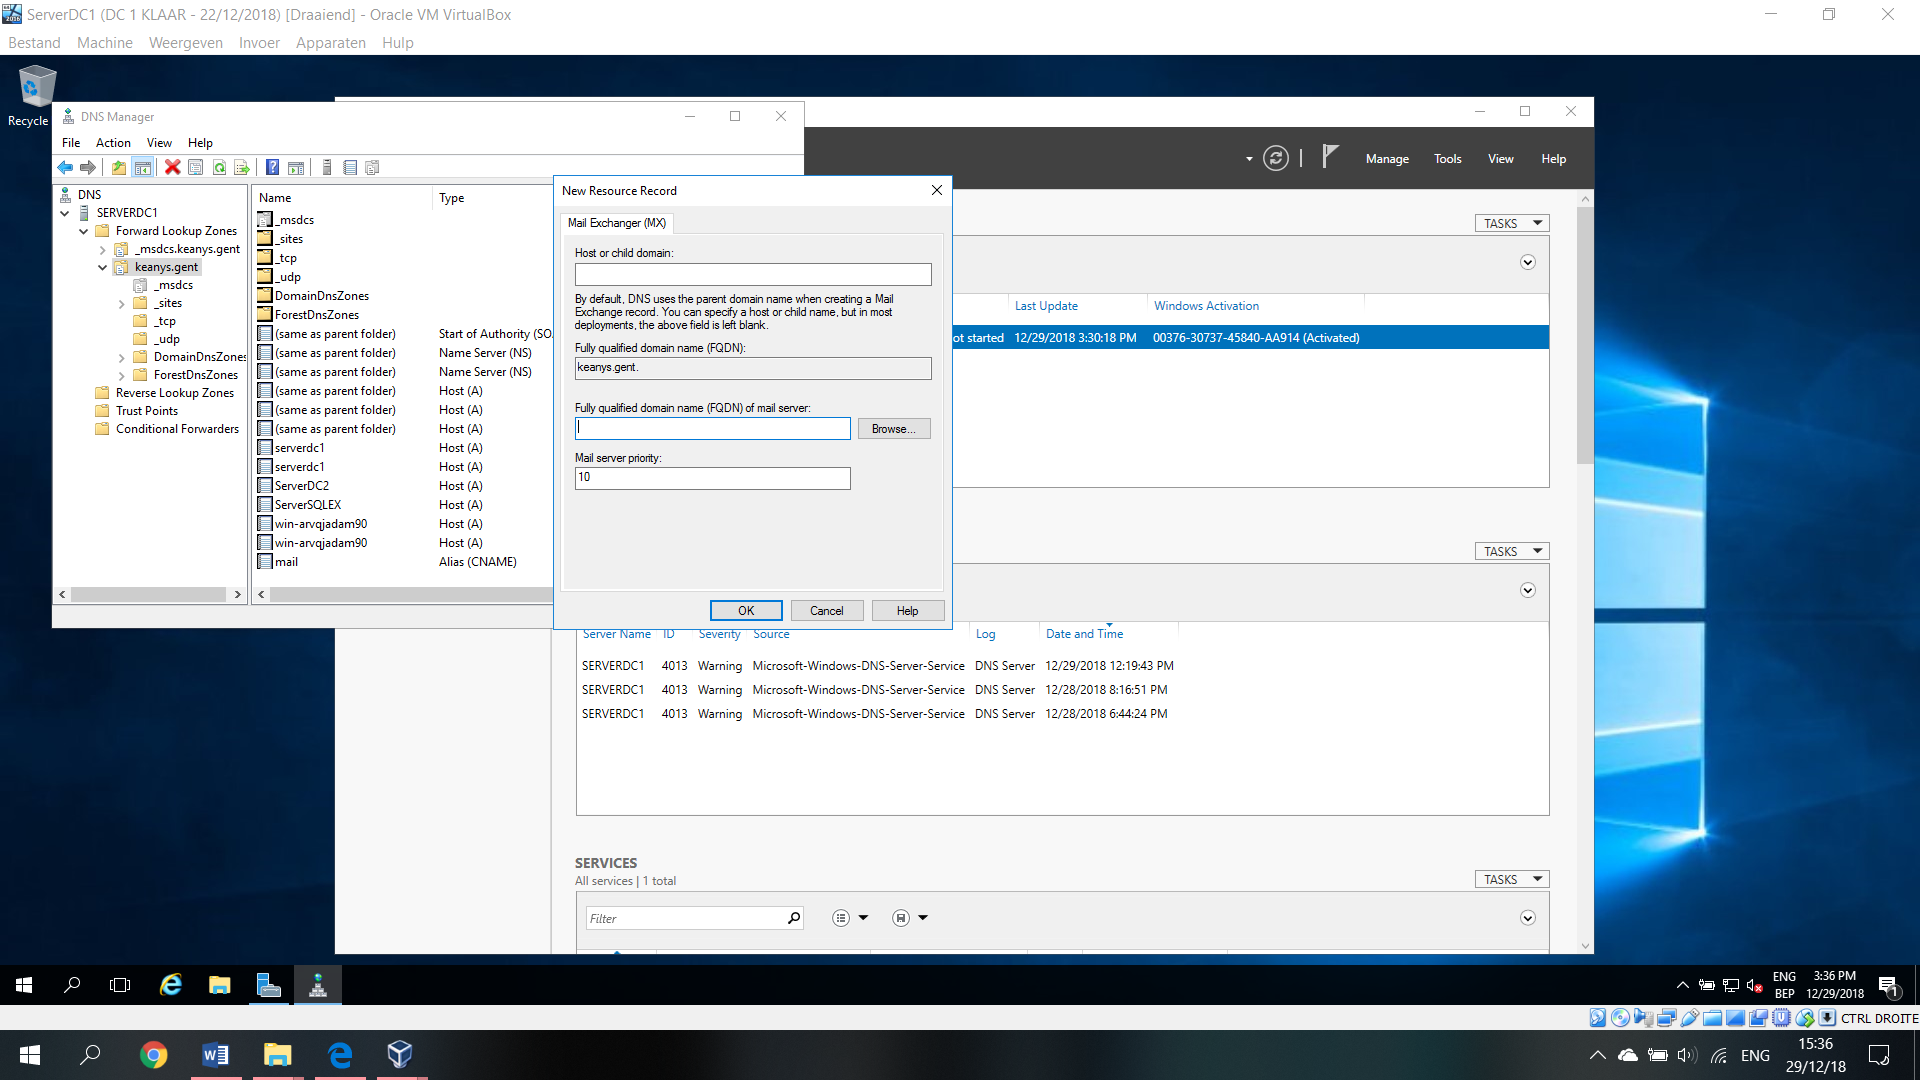 ServerDC1 (DC 1 KLAAR - 22/12/2018) [Draaiend] - Oracle VM VirtualBox
Bestand Machine Weergeven Invoer Apparaten Hulp
Recycle
DNS Manager
File Action View Help
DNS
SERVERDC1
Forward Lookup Zones
_msdcs.keanys.gent
keanys.gent
_msdcs
_sites
_tcp
_udp
DomainDnsZones
ForestDnsZones
Reverse Lookup Zones
Trust Points
Conditional Forwarders
Name Type
_msdcs
_sites
_tcp
_udp
DomainDnsZones
ForestDnsZones
(same as parent folder) Start of Authority (SO
(same as parent folder) Name Server (NS)
(same as parent folder) Name Server (NS)
(same as parent folder) Host (A)
(same as parent folder) Host (A)
(same as parent folder) Host (A)
serverdc1 Host (A)
serverdc1 Host (A)
ServerDC2 Host (A)
ServerSQLEX Host (A)
win-arvqjadam90 Host (A)
win-arvqjadam90 Host (A)
mail Alias (CNAME)
New Resource Record
Mail Exchanger (MX)
Host or child domain:
By default, DNS uses the parent domain name when creating a Mail
Exchange record. You can specify a host or child name, but in most
deployments, the above field is left blank.
Fully qualified domain name (FQDN):
keanys.gent.
Fully qualified domain name (FQDN) of mail server:
Browse...
Mail server priority:
10
OK Cancel Help
Manage Tools View Help
TASKS
Last Update Windows Activation
ot started 12/29/2018 3:30:18 PM 00376-30737-45840-AA914 (Activated)
TASKS
Server Name ID Severity Source Log Date and Time
SERVERDC1 4013 Warning Microsoft-Windows-DNS-Server-Service DNS Server 12/29/2018 12:19:43 PM
SERVERDC1 4013 Warning Microsoft-Windows-DNS-Server-Service DNS Server 12/28/2018 8:16:51 PM
SERVERDC1 4013 Warning Microsoft-Windows-DNS-Server-Service DNS Server 12/28/2018 6:44:24 PM
SERVICES
All services | 1 total
TASKS
Filter
ENG
BEP
3:36 PM
12/29/2018
1
CTRL DROITE
ENG
15:36
29/12/18